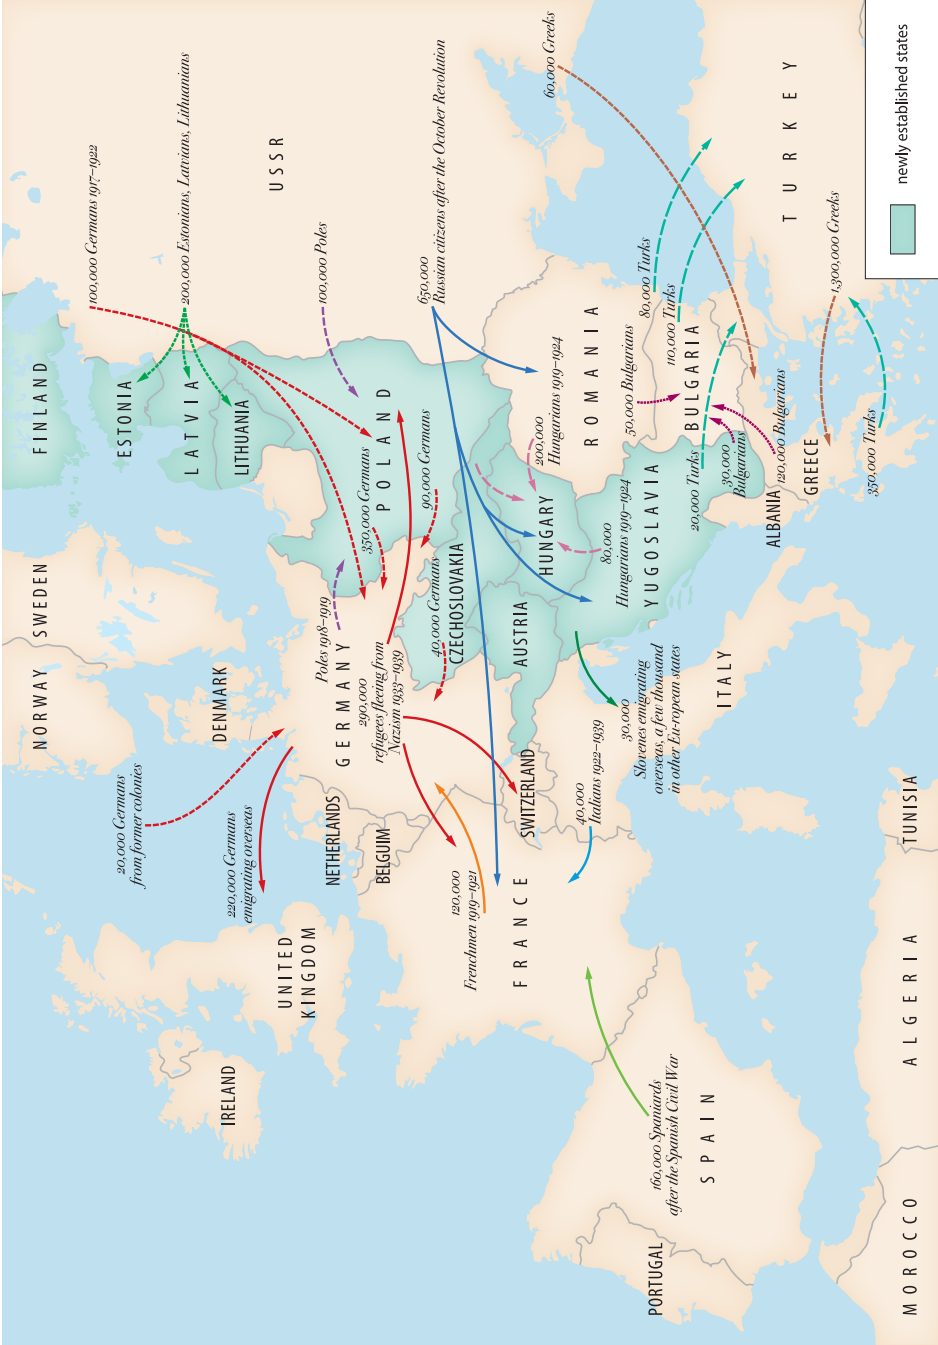 FINLAND
NORWAY
SWEDEN
ESTONIA
LATVIA
LITHUANIA
DENMARK
USSR
100,000 Germans 1917–1922
200,000 Estonians, Latvians, Lithuanians
100,000 Poles
650,000
Russian citizens after the October Revolution
60,000 Greeks
20,000 Germans
from former colonies
220,000 Germans
emigrating overseas
UNITED
KINGDOM
IRELAND
NETHERLANDS
BELGIUM
GERMANY
Poles 1918–1919
290,000
refugees fleeing from
Nazism 1933–1939
350,000 Germans
POLAND
90,000 Germans
40,000 Germans
CZECHOSLOVAKIA
AUSTRIA
HUNGARY
200,000
Hungarians 1919–1924
80,000
Hungarians 1919–1924
ROMANIA
YUGOSLAVIA
SWITZERLAND
120,000
Frenchmen 1919–1921
FRANCE
40,000
Italians 1922–1939
30,000
Slovenes emigrating
overseas, a few thousand
in other Eu-ropean states
ITALY
50,000 Bulgarians
80,000 Turks
110,000 Turks
BULGARIA
20,000 Turks
30,000
Bulgarians
120,000 Bulgarians
ALBANIA
GREECE
TURKEY
1,300,000 Greeks
350,000 Turks
160,000 Spaniards
after the Spanish Civil War
SPAIN
PORTUGAL
MOROCCO
ALGERIA
TUNISIA
newly established states